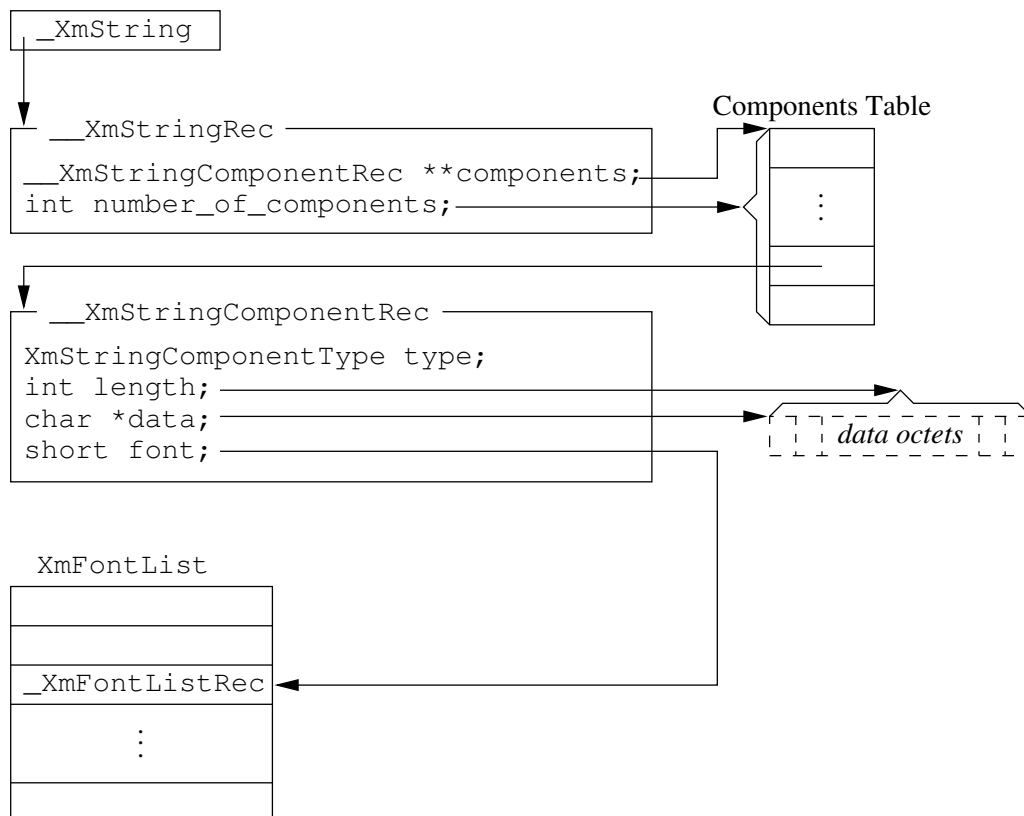 _XmString
Components Table
__XmStringRec
__XmStringComponentRec **components;
int number_of_components;
__XmStringComponentRec
XmStringComponentType type;
int length;
char *data;
short font;
data octets
XmFontList
_XmFontListRec